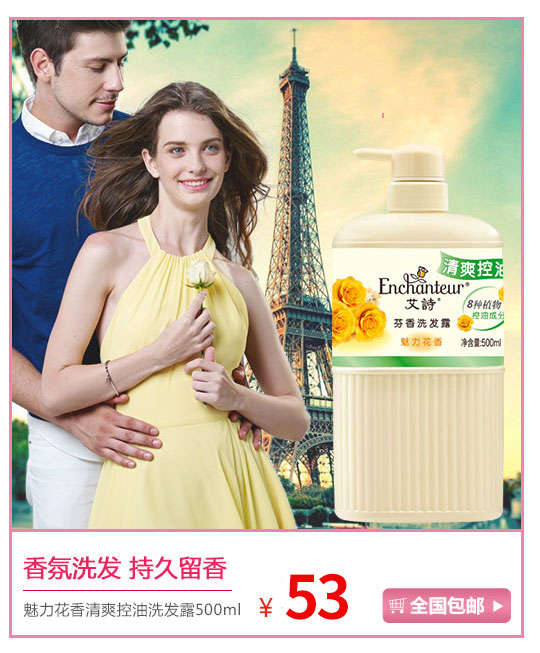 清爽控油
Enchanteur®
艾詩®
8种植物
控油成分
芬香洗发露
魅力花香
净含量:500ml
香氛洗发 持久留香
魅力花香清爽控油洗发露500ml
¥ 53
全国包邮